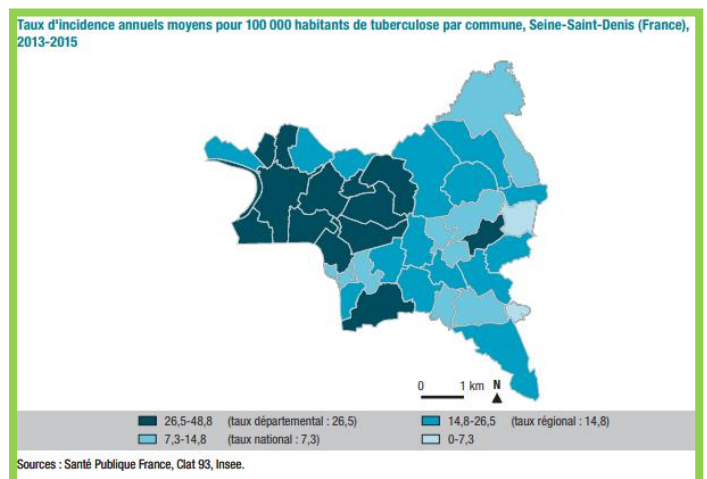 Taux d'incidence annuels moyens pour 100 000 habitants de tuberculose par commune, Seine-Saint-Denis (France),
2013-2015
0 1 km N
26,5-48,8 (taux départemental : 26,5) 14,8-26,5 (taux régional : 14,8)
7,3-14,8 (taux national : 7,3) 0-7,3
Sources : Santé Publique France, Clat 93, Insee.